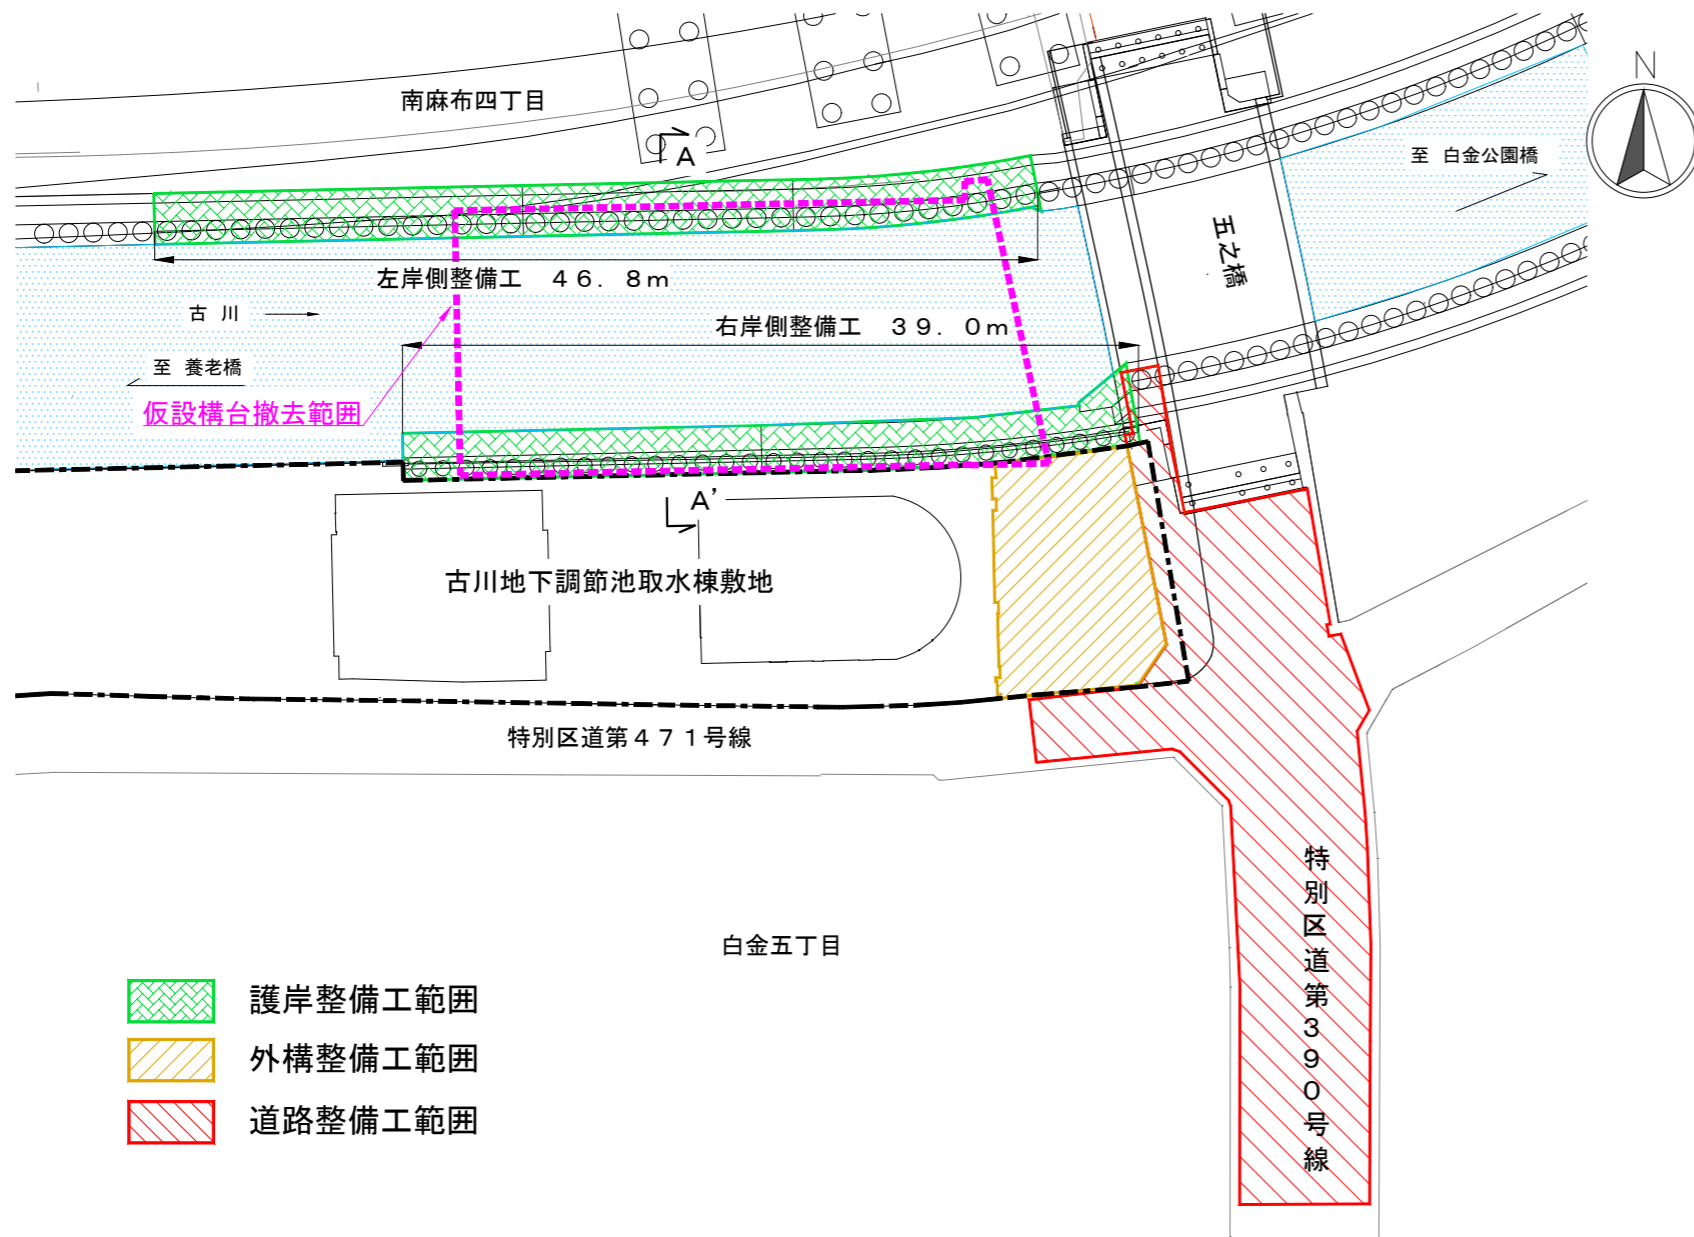 N
南麻布四丁目
A
至 白金公園橋
五之橋
左岸側整備工 46.8m
古 川
右岸側整備工 39.0m
至 養老橋
仮設構台撤去範囲
A'
古川地下調節池取水棟敷地
特別区道第471号線
特別区道第390号線
白金五丁目
護岸整備工範囲
外構整備工範囲
道路整備工範囲